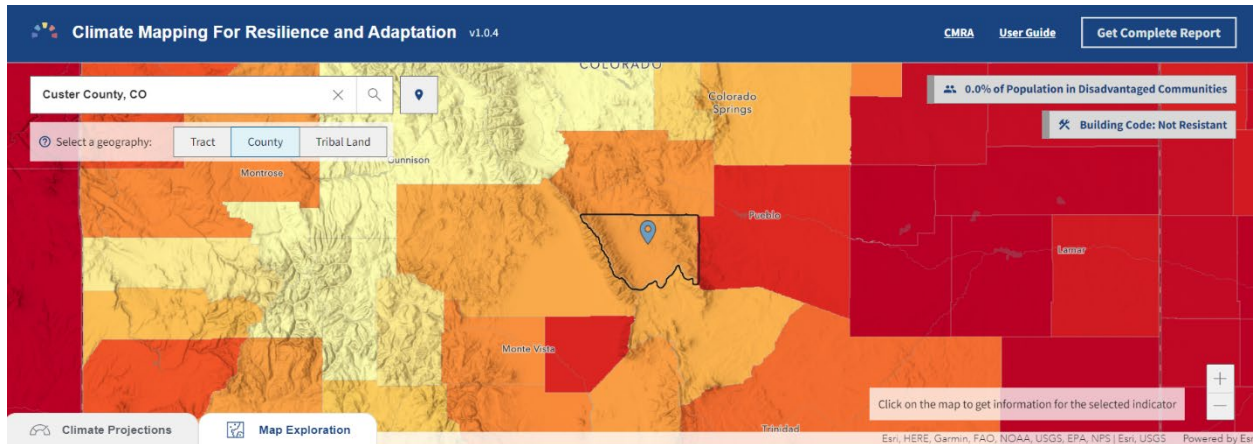 Climate Mapping For Resilience and Adaptation v1.0.4
CMRA
User Guide
Get Complete Report
COLORADO
Custer County, CO
0.0% of Population in Disadvantaged Communities
Colorado
Springs
Building Code: Not Resistant
Select a geography:
Tract
County
Tribal Land
Gunnison
Montrose
Pueblo
Lamar
Monte Vista
Click on the map to get information for the selected indicator
Climate Projections
Map Exploration
Trinidad
Esri, HERE, Garmin, FAO, NOAA, USGS, EPA, NPS | Esri, USGS
Powered by Esri